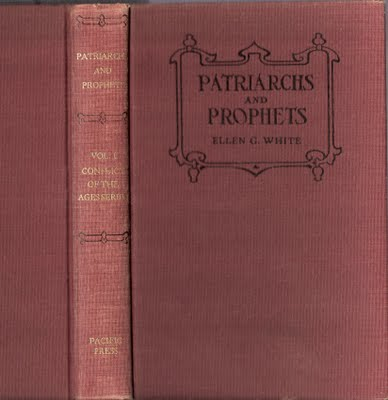 PATRIARCHS
AND
PROPHETS
VOL. I
CONFLICT
OF THE
AGES SERIES
PACIFIC
PRESS
PATRIARCHS
AND
PROPHETS
ELLEN G. WHITE